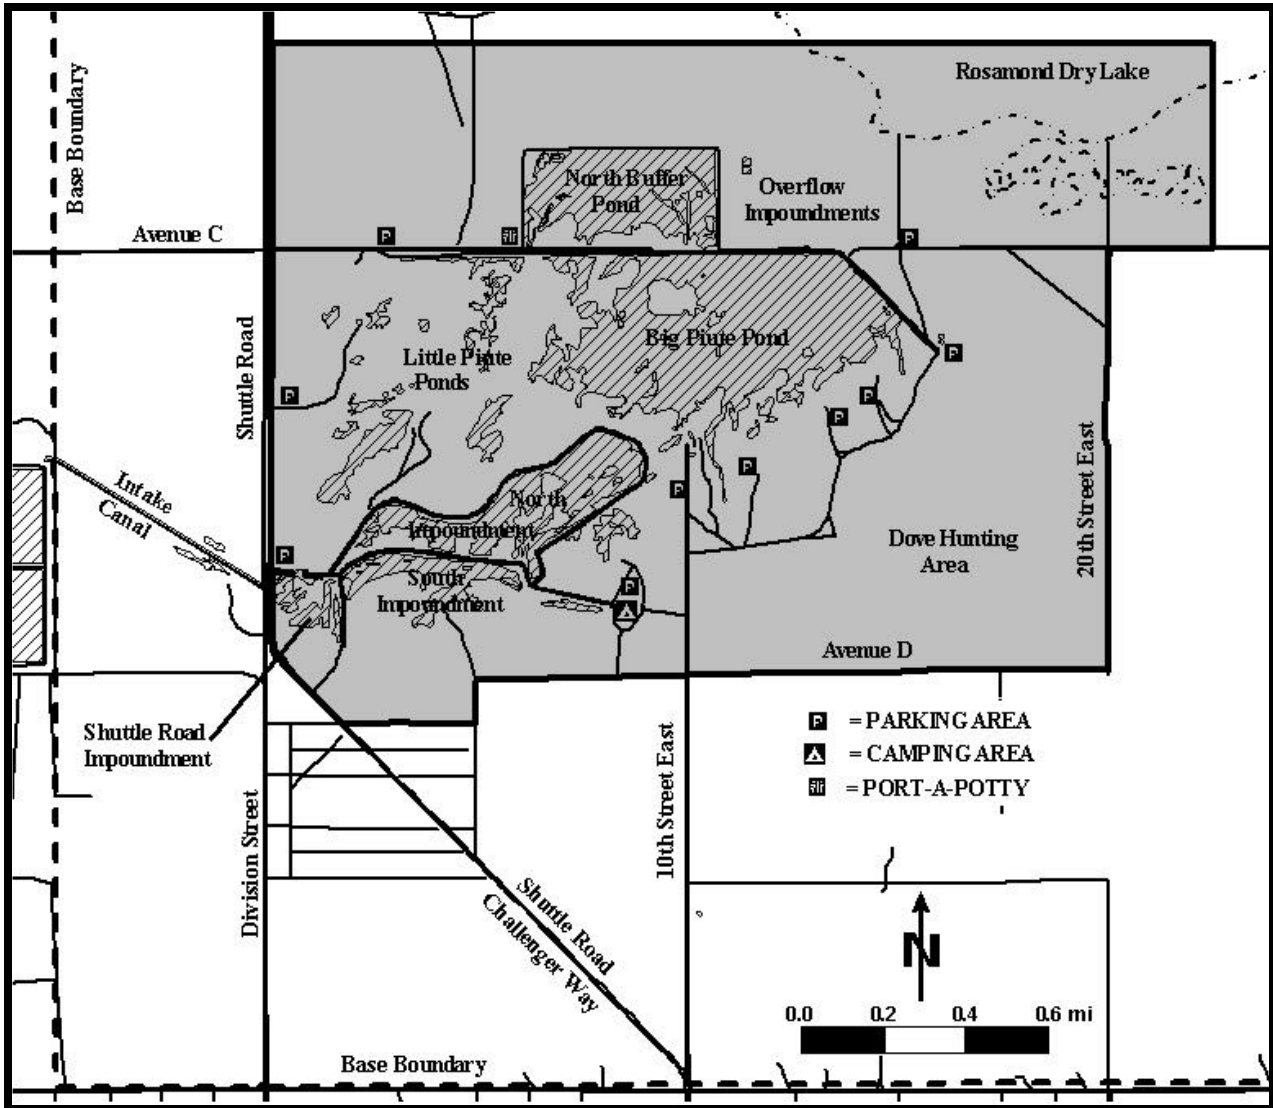 Rosamond Dry Lake
Base Boundary
North Buffer
Pond
Overflow
Impoundments
Avenue C
P
P
Shuttle Road
Little Piute
Ponds
Big Piute Pond
P
P
P
P
P
P
Intake
Canal
North
Impoundment
20th Street East
Dove Hunting
Area
P
South
Impoundment
P
Avenue D
Shuttle Road
Impoundment
P = PARKING AREA
= CAMPING AREA
= PORT-A-POTTY
Division Street
10th Street East
Shuttle Road
Challenger Way
N
0.0 0.2 0.4 0.6 mi
Base Boundary